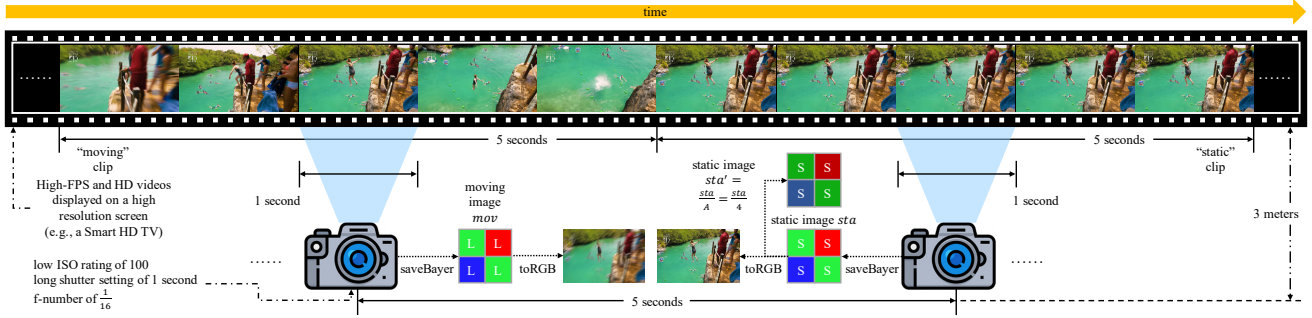 time
......
......
5 seconds
5 seconds
"moving"
clip
"static"
clip
High-FPS and HD videos
displayed on a high
resolution screen
(e.g., a Smart HD TV)
1 second
moving
image
mov
static image
sta′ =
sta/A = sta/4
S S
S S
1 second
3 meters
static image sta
L L
L L
S S
S S
......
saveBayer
toRGB
toRGB
saveBayer
......
low ISO rating of 100
long shutter setting of 1 second
f-number of 1/16
5 seconds